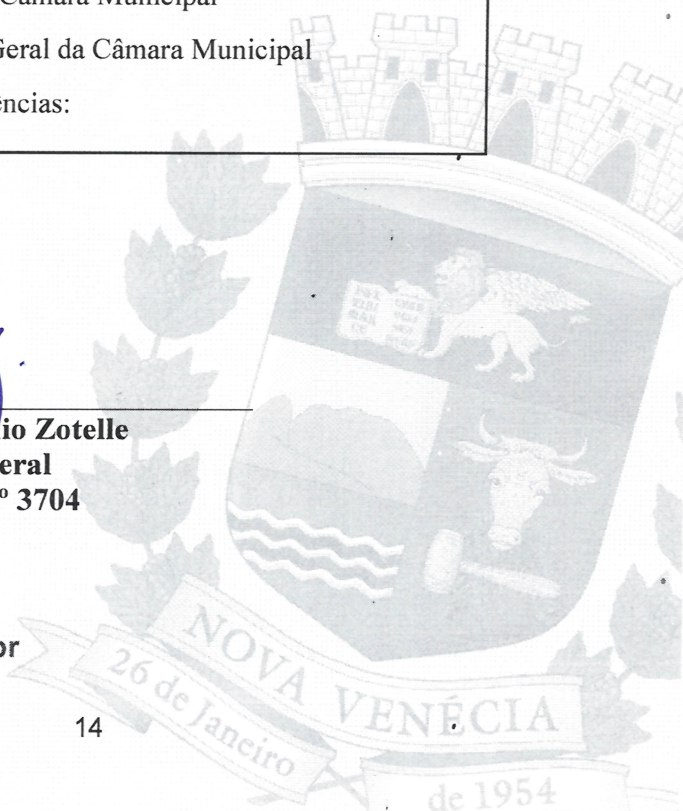 Câmara Municipal
Geral da Câmara Municipal
ências:
io Zotelle
eral
º 3704
or
14
NOVA VENÉCIA
26 de Janeiro
de 1954